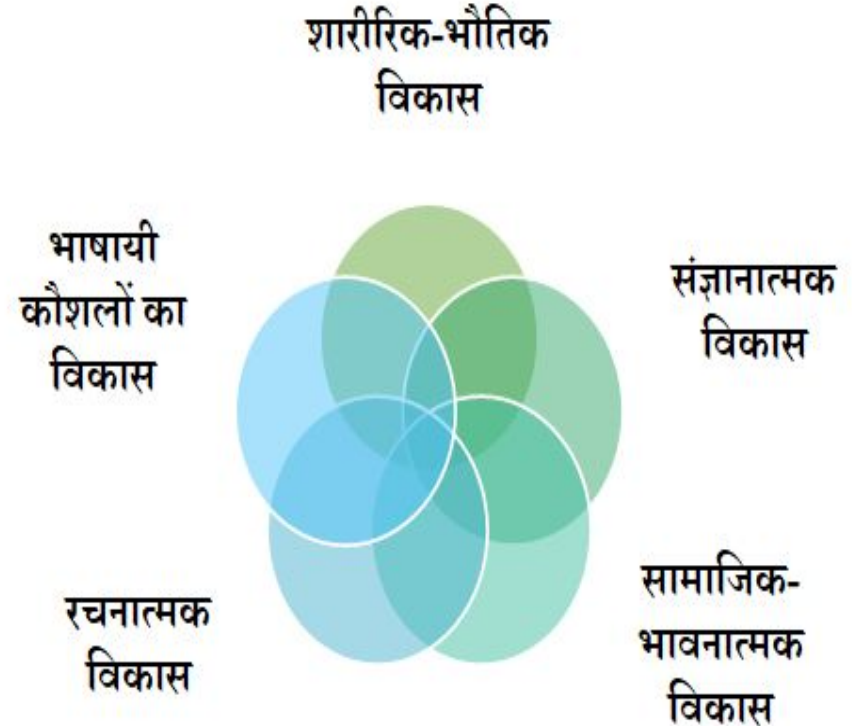 शारीरिक-भौतिक
विकास
भाषायी
कौशलों का
विकास
संज्ञानात्मक
विकास
रचनात्मक
विकास
सामाजिक-
भावनात्मक
विकास